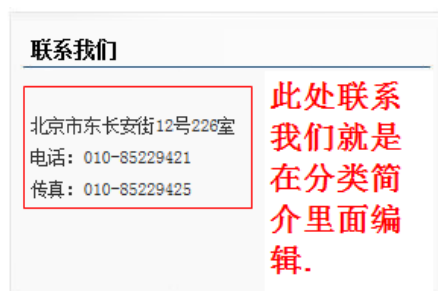 联系我们
北京市东长安街12号226室
电话：010-85229421
传真：010-85229425
此处联系
我们就是
在分类简
介里面编
辑.